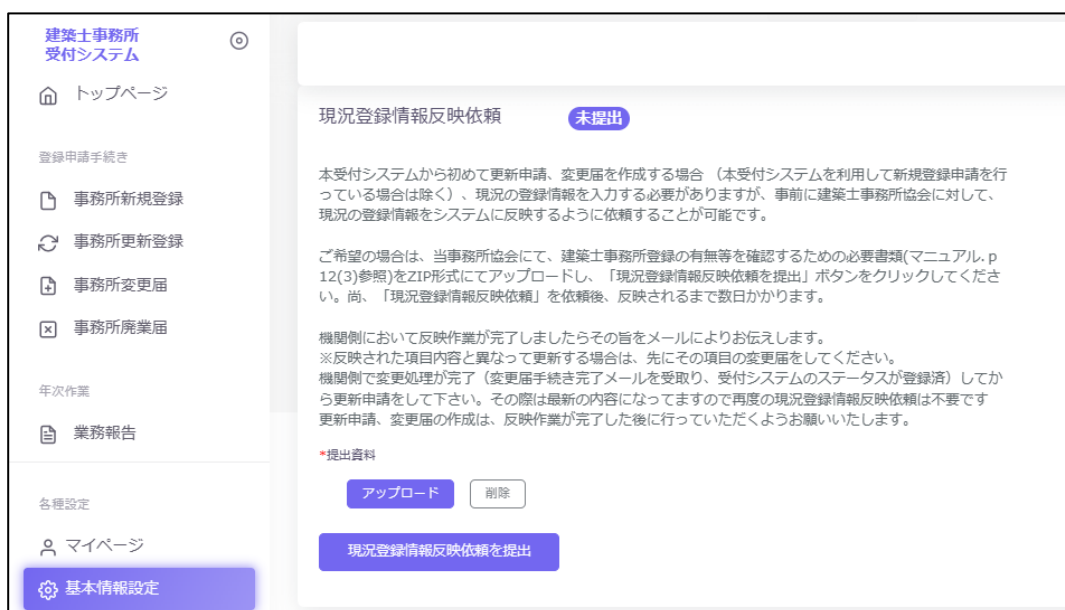 建築士事務所
受付システム
トップページ
登録申請手続き
事務所新規登録
事務所更新登録
事務所変更届
事務所廃業届
年次作業
業務報告
各種設定
マイページ
基本情報設定
現況登録情報反映依頼 未提出
本受付システムから初めて更新申請、変更届を作成する場合 （本受付システムを利用して新規登録申請を行
っている場合は除く）、現況の登録情報を入力する必要がありますが、事前に建築士事務所協会に対して、
現況の登録情報をシステムに反映するように依頼することが可能です。
ご希望の場合は、当事務所協会にて、建築士事務所登録の有無等を確認するための必要書類(マニュアル.p
12(3)参照)をZIP形式にてアップロードし、「現況登録情報反映依頼を提出」ボタンをクリックしてくださ
い。尚、「現況登録情報反映依頼」を依頼後、反映されるまで数日かかります。
機関側において反映作業が完了しましたらその旨をメールによりお伝えします。
※反映された項目内容と異なって更新する場合は、先にその項目の変更届をしてください。
機関側で変更処理が完了（変更届手続き完了メールを受取り、受付システムのステータスが登録済）してか
ら更新申請をして下さい。その際は最新の内容になってますので再度の現況登録情報反映依頼は不要です
更新申請、変更届の作成は、反映作業が完了した後に行っていただくようお願いいたします。
*提出資料
アップロード 削除
現況登録情報反映依頼を提出